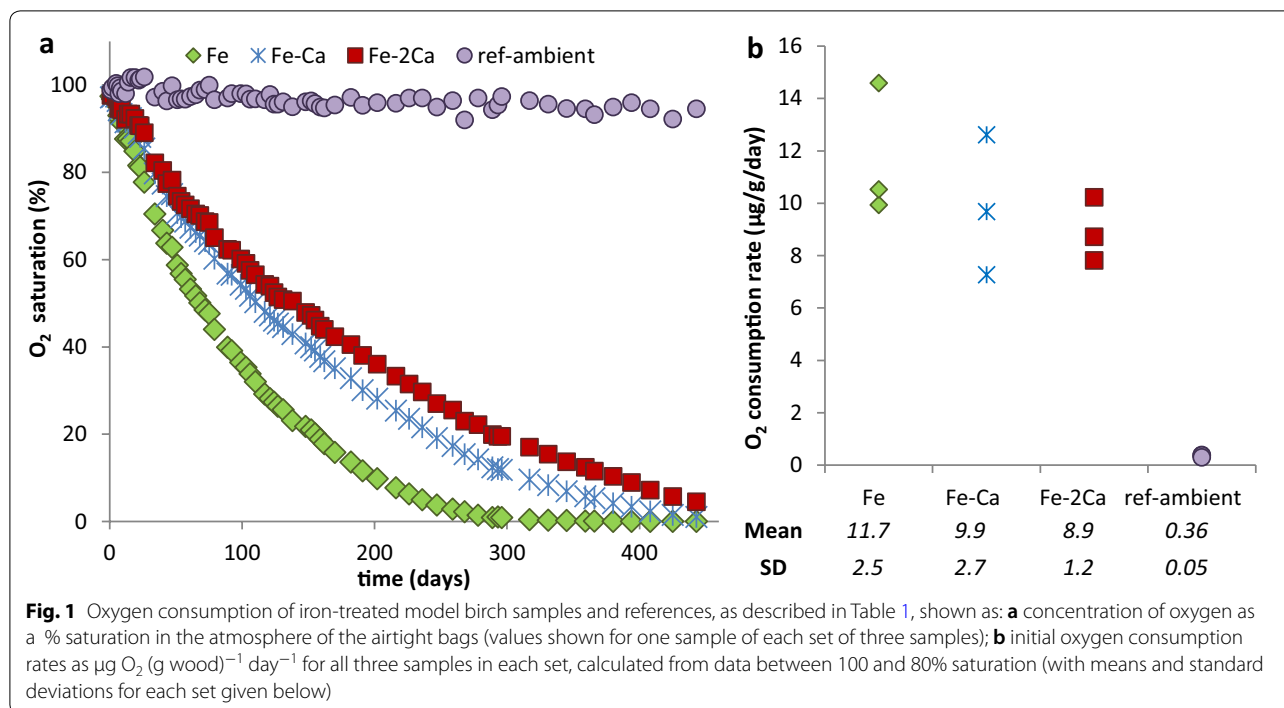 a
Fe Fe-Ca Fe-2Ca ref-ambient
O₂ saturation (%)
100
80
60
40
20
0
0 100 200 300 400
time (days)
b
O₂ consumption rate (µg/g/day)
16
14
12
10
8
6
4
2
0
Fe Fe-Ca Fe-2Ca ref-ambient
Mean 11.7 9.9 8.9 0.36
SD 2.5 2.7 1.2 0.05
Fig. 1 Oxygen consumption of iron-treated model birch samples and references, as described in Table 1, shown as: a concentration of oxygen as
a % saturation in the atmosphere of the airtight bags (values shown for one sample of each set of three samples); b initial oxygen consumption
rates as µg O₂ (g wood)⁻¹ day⁻¹ for all three samples in each set, calculated from data between 100 and 80% saturation (with means and standard
deviations for each set given below)